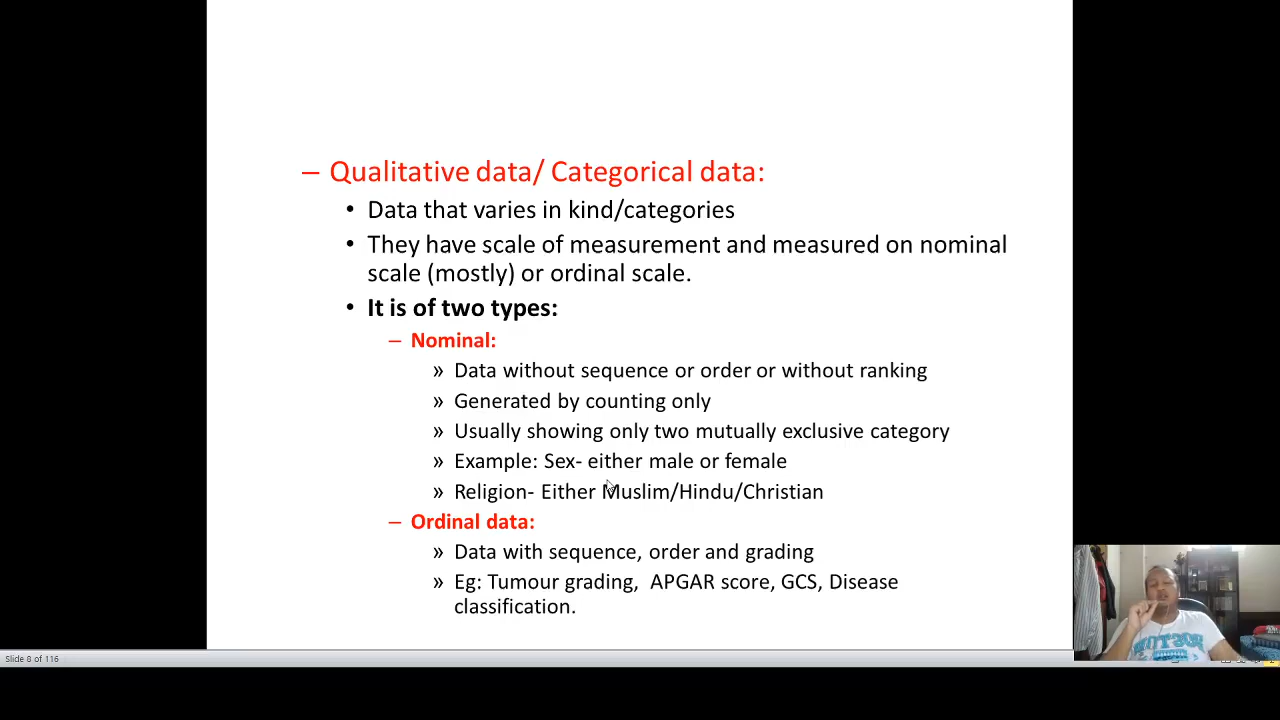 – Qualitative data/ Categorical data:
• Data that varies in kind/categories
• They have scale of measurement and measured on nominal
scale (mostly) or ordinal scale.
• It is of two types:
– Nominal:
» Data without sequence or order or without ranking
» Generated by counting only
» Usually showing only two mutually exclusive category
» Example: Sex- either male or female
» Religion- Either Muslim/Hindu/Christian
– Ordinal data:
» Data with sequence, order and grading
» Eg: Tumour grading, APGAR score, GCS, Disease
classification.
Slide 8 of 116